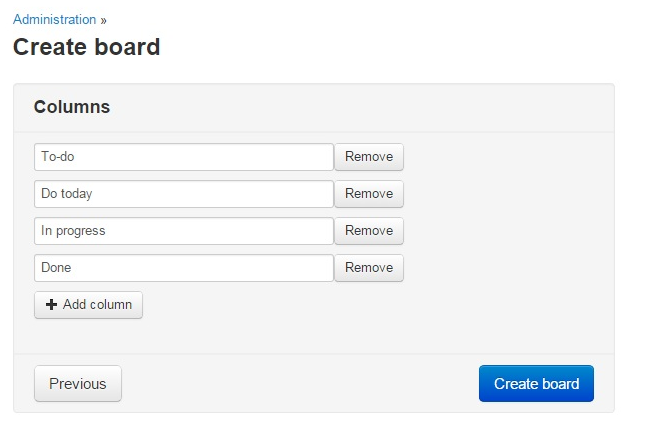 Administration »
Create board
Columns
To-do Remove
Do today Remove
In progress Remove
Done Remove
Add column
Previous Create board